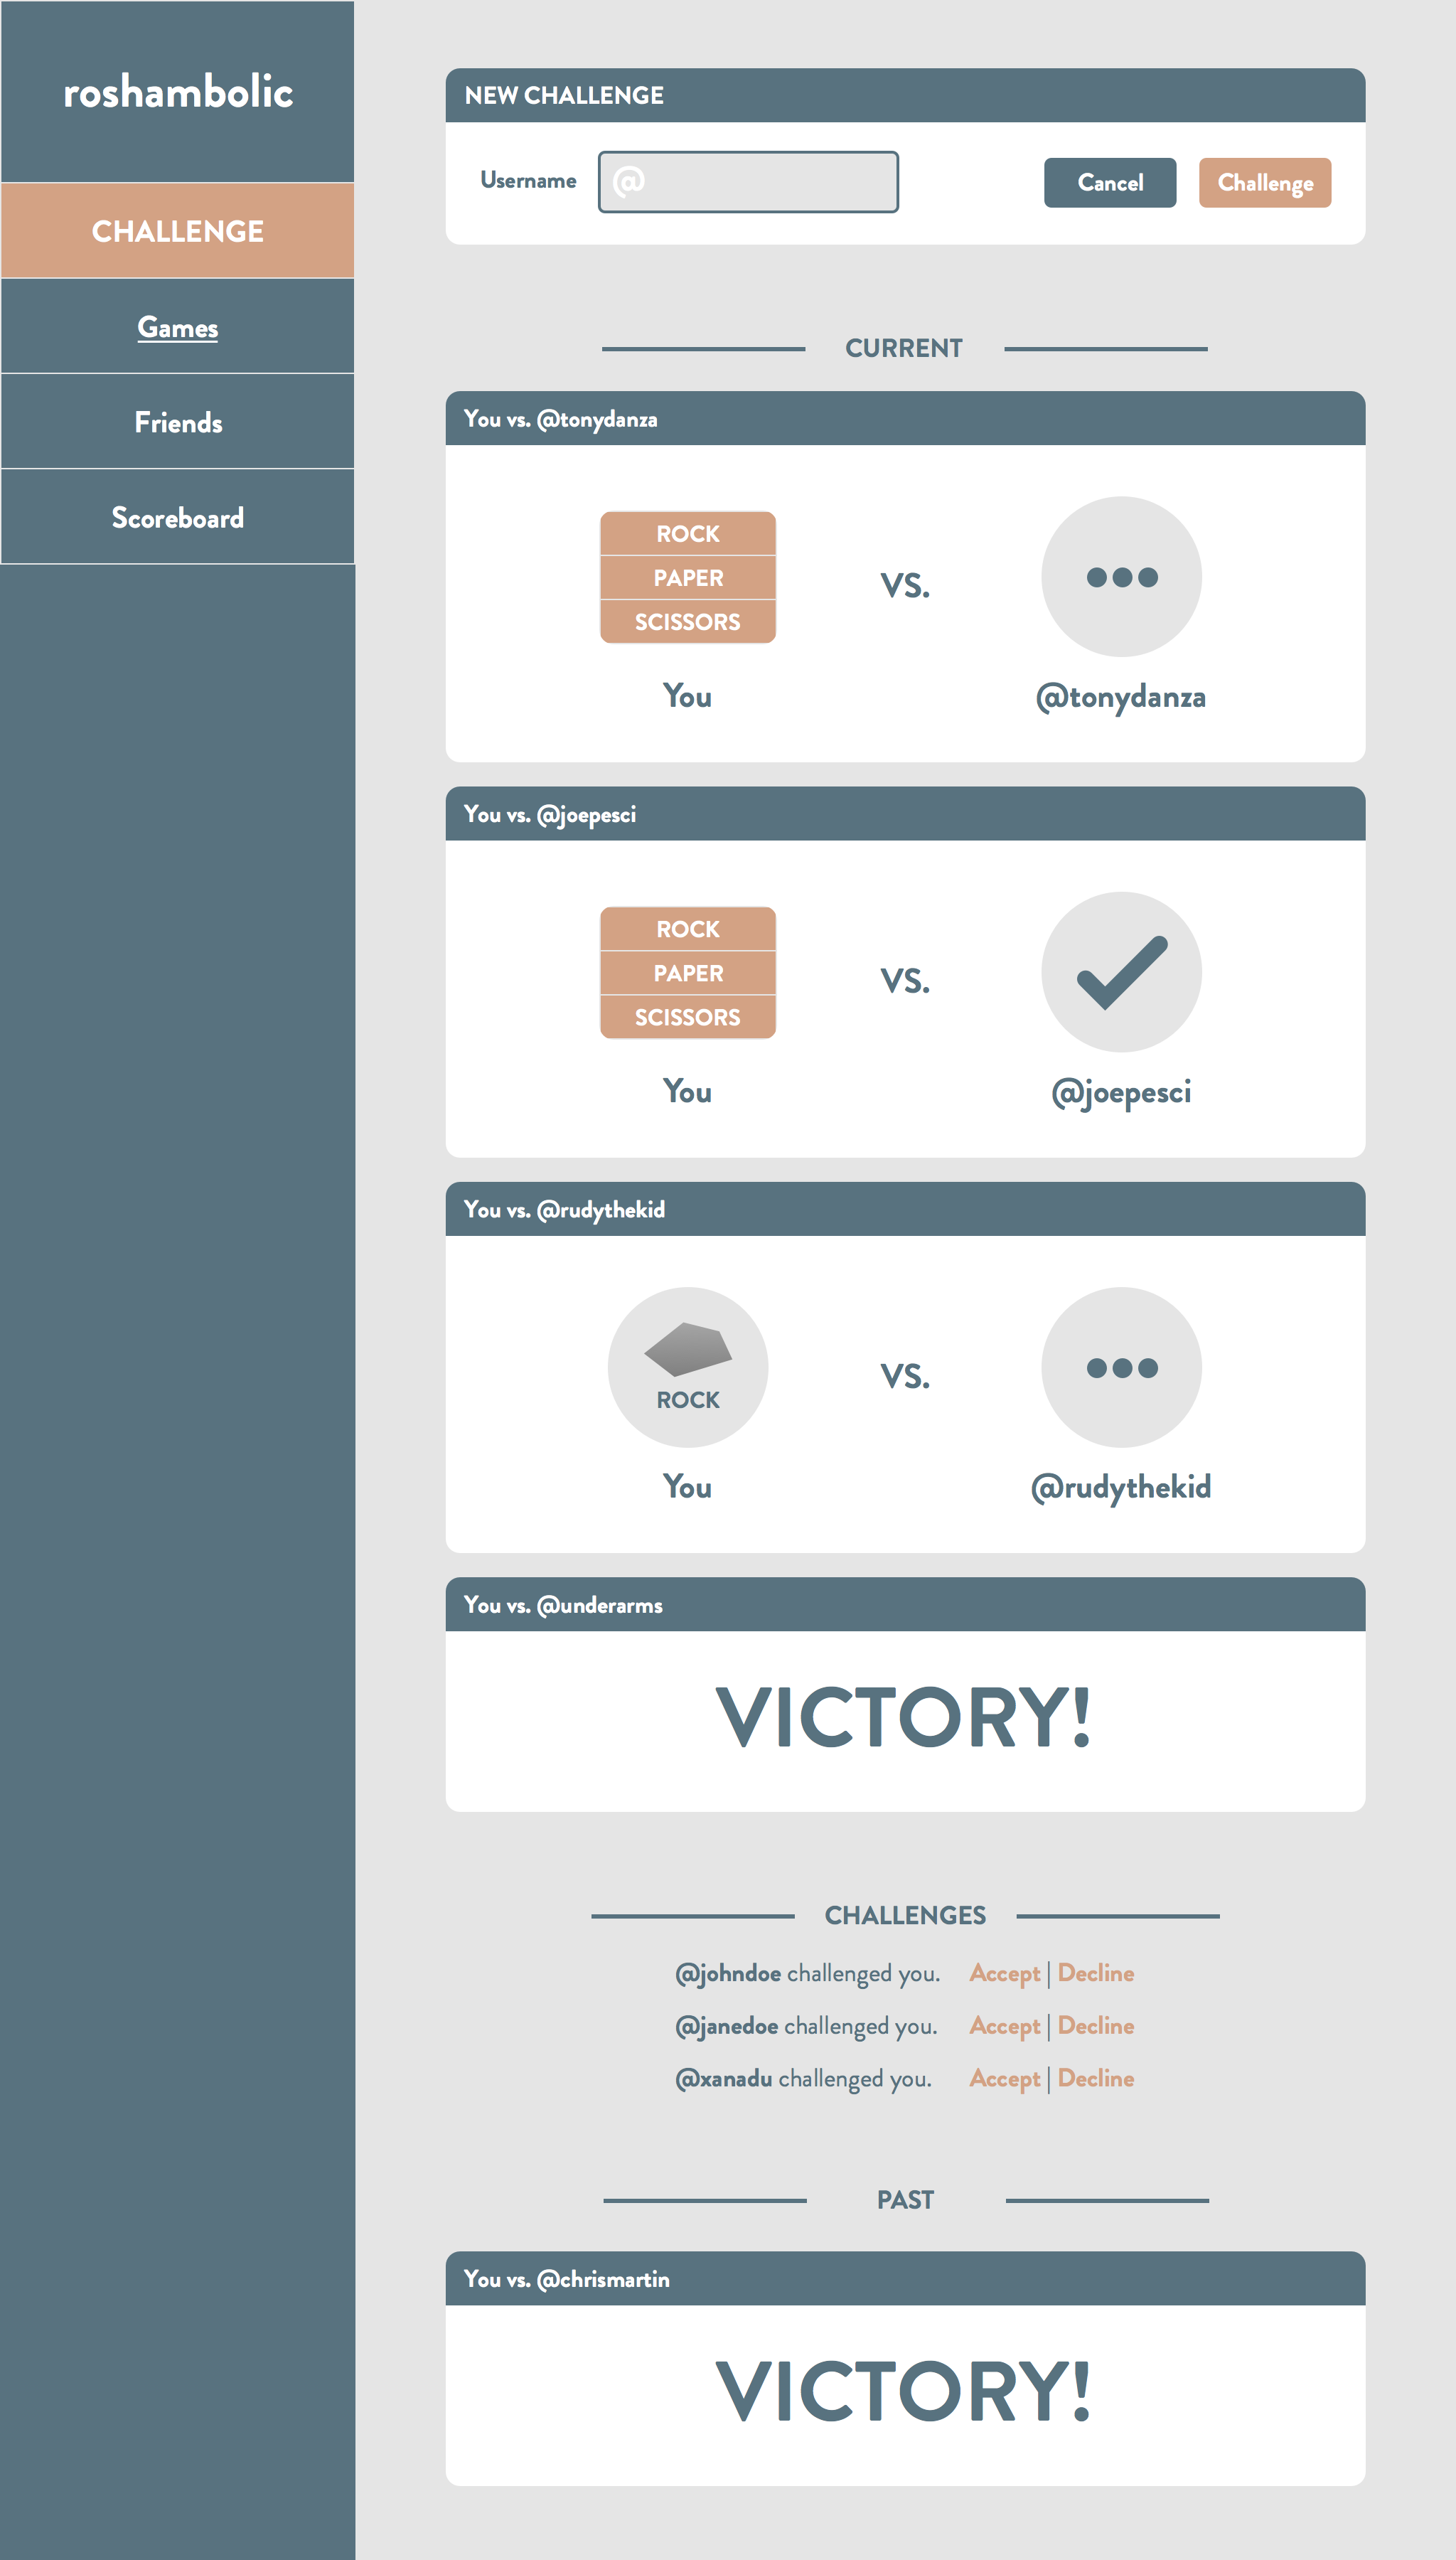 roshambolic
CHALLENGE
Games
Friends
Scoreboard
NEW CHALLENGE
Username @ Cancel Challenge
CURRENT
You vs. @tonydanza
ROCK
PAPER
SCISSORS
VS.
You
@tonydanza
You vs. @joepesci
ROCK
PAPER
SCISSORS
VS.
You
@joepesci
You vs. @rudythekid
ROCK
VS.
You
@rudythekid
You vs. @underarms
VICTORY!
CHALLENGES
@johndoe challenged you. Accept | Decline
@janedoe challenged you. Accept | Decline
@xanadu challenged you. Accept | Decline
PAST
You vs. @chrismartin
VICTORY!